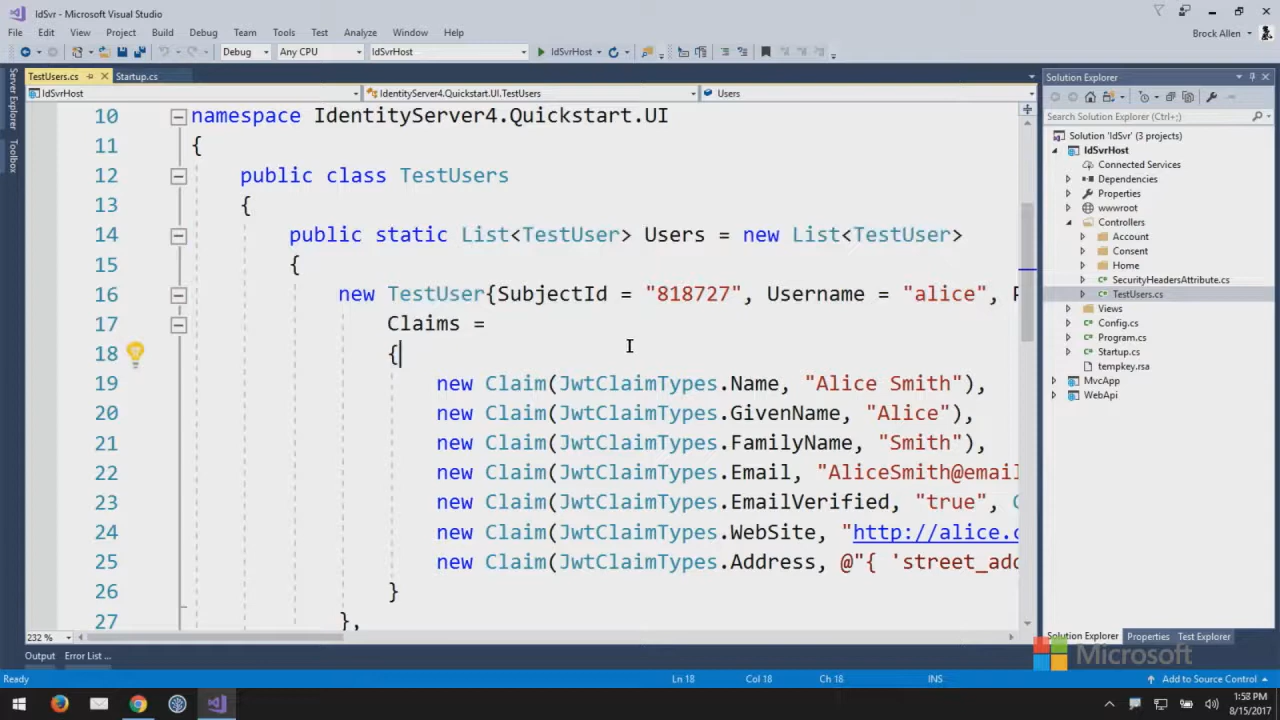 IdSvr - Microsoft Visual Studio
File Edit View Project Build Debug Team Tools Test Analyze Window Help
Brock Allen
Debug Any CPU IdSvrHost IdSvrHost
Server Explorer
Toolbox
TestUsers.cs Startup.cs
IdSvrHost IdentityServer4.Quickstart.UI.TestUsers Users
10 namespace IdentityServer4.Quickstart.UI
11 {
12 public class TestUsers
13 {
14 public static List<TestUser> Users = new List<TestUser>
15 {
16 new TestUser{SubjectId = "818727", Username = "alice", P
17 Claims =
18 {
19 new Claim(JwtClaimTypes.Name, "Alice Smith"),
20 new Claim(JwtClaimTypes.GivenName, "Alice"),
21 new Claim(JwtClaimTypes.FamilyName, "Smith"),
22 new Claim(JwtClaimTypes.Email, "AliceSmith@email
23 new Claim(JwtClaimTypes.EmailVerified, "true", C
24 new Claim(JwtClaimTypes.WebSite, "http://alice.c
25 new Claim(JwtClaimTypes.Address, @"{ 'street_add
26 }
27 },
232 %
Output Error List ...
Solution Explorer
Search Solution Explorer (Ctrl+;)
Solution 'IdSvr' (3 projects)
IdSvrHost
Connected Services
Dependencies
Properties
wwwroot
Controllers
Account
Consent
Home
SecurityHeadersAttribute.cs
TestUsers.cs
Views
Config.cs
Program.cs
Startup.cs
tempkey.rsa
MvcApp
WebApi
Solution Explorer Properties Test Explorer
Microsoft
Ready Ln 18 Col 18 Ch 18 INS Add to Source Control
1:58 PM
8/15/2017